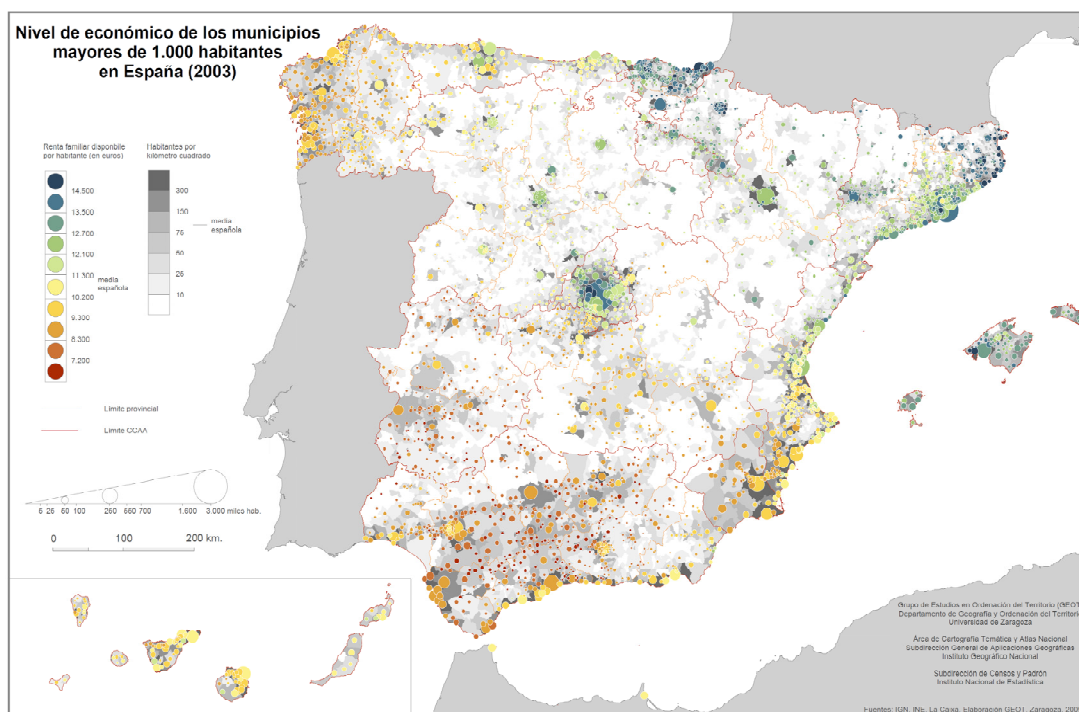 Nivel de económico de los municipios
mayores de 1.000 habitantes
en España (2003)
Renta familiar disponbile
por habitante (en euros)
14.500
13.500
12.700
12.100
11.300
media
española
10.200
9.300
8.300
7.200
Habitantes por
kilómetro cuadrado
300
150
media
española
76
50
26
10
Límite provincial
Límite CCAA
6 26 60 100 260 660 700 1.600 3.000 miles hab.
0 100 200 km.
Grupo de Estudios en Ordenación del Territorio (GEOT)
Departamento de Geografía y Ordenación del Territorio
Universidad de Zaragoza
Área de Cartografía Temática y Atlas Nacional
Subdirección General de Aplicaciones Geográficas
Instituto Geográfico Nacional
Subdirección de Censos y Padrón
Instituto Nacional de Estadística
Fuentes: IGN, INE, La Caixa. Elaboración GEOT, Zaragoza,